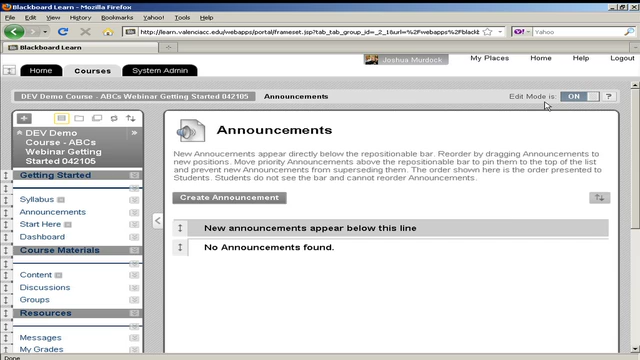 Blackboard Learn - Mozilla Firefox
File Edit View History Bookmarks Yahoo! Tools Help
http://learn.valenciacc.edu/webapps/portal/frameset.jsp?tab_tab_group_id=_2_1&url=%2Fwebapps%2Fblackb
Yahoo
Blackboard Learn
Joshua Murdock My Places Home Help Logout
Home Courses System Admin
DEV Demo Course - ABCs Webinar Getting Started 042105 Announcements Edit Mode is: ON ?
DEV Demo
Course - ABCs
Webinar Getting
Started 042105
Getting Started
Syllabus
Announcements
Start Here
Dashboard
Course Materials
Content
Discussions
Groups
Resources
Messages
My Grades
Announcements
New Announcements appear directly below the repositionable bar. Reorder by dragging Announcements to
new positions. Move priority Announcements above the repositionable bar to pin them to the top of the list
and prevent new Announcements from superseding them. The order shown here is the order presented to
Students. Students do not see the bar and cannot reorder Announcements.
Create Announcement
New announcements appear below this line
No Announcements found.
Done